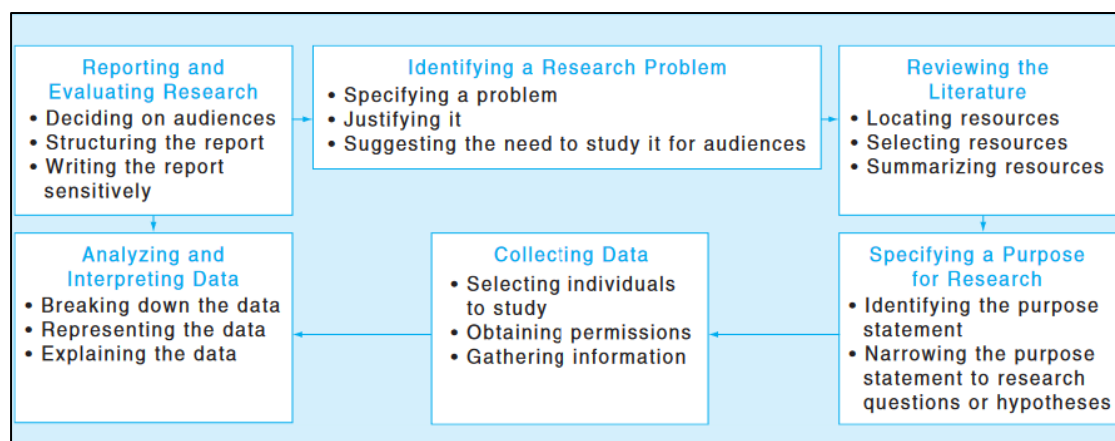 Reporting and
Evaluating Research
• Deciding on audiences
• Structuring the report
• Writing the report
sensitively
Identifying a Research Problem
• Specifying a problem
• Justifying it
• Suggesting the need to study it for audiences
Reviewing the
Literature
• Locating resources
• Selecting resources
• Summarizing resources
Analyzing and
Interpreting Data
• Breaking down the data
• Representing the data
• Explaining the data
Collecting Data
• Selecting individuals
to study
• Obtaining permissions
• Gathering information
Specifying a Purpose
for Research
• Identifying the purpose
statement
• Narrowing the purpose
statement to research
questions or hypotheses